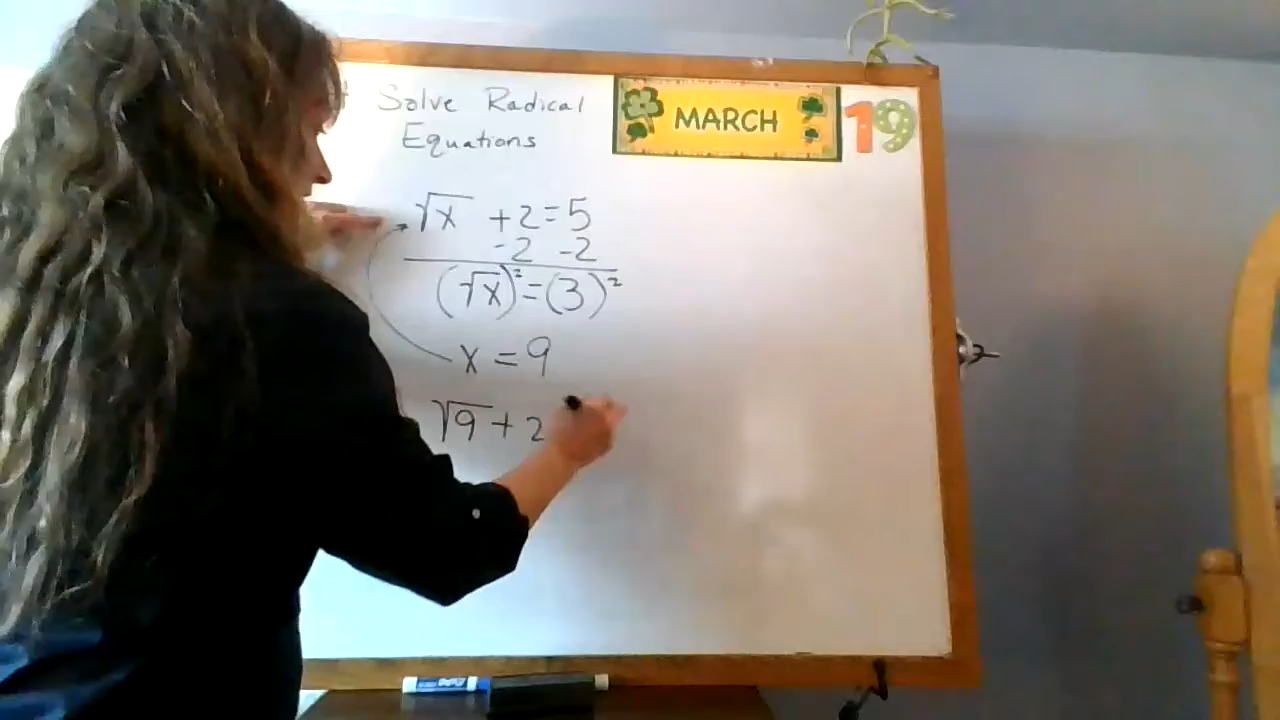 Solve Radical
Equations
MARCH
19
√x + 2 = 5
-2 -2
(√x)² = (3)²
x = 9
√9 + 2